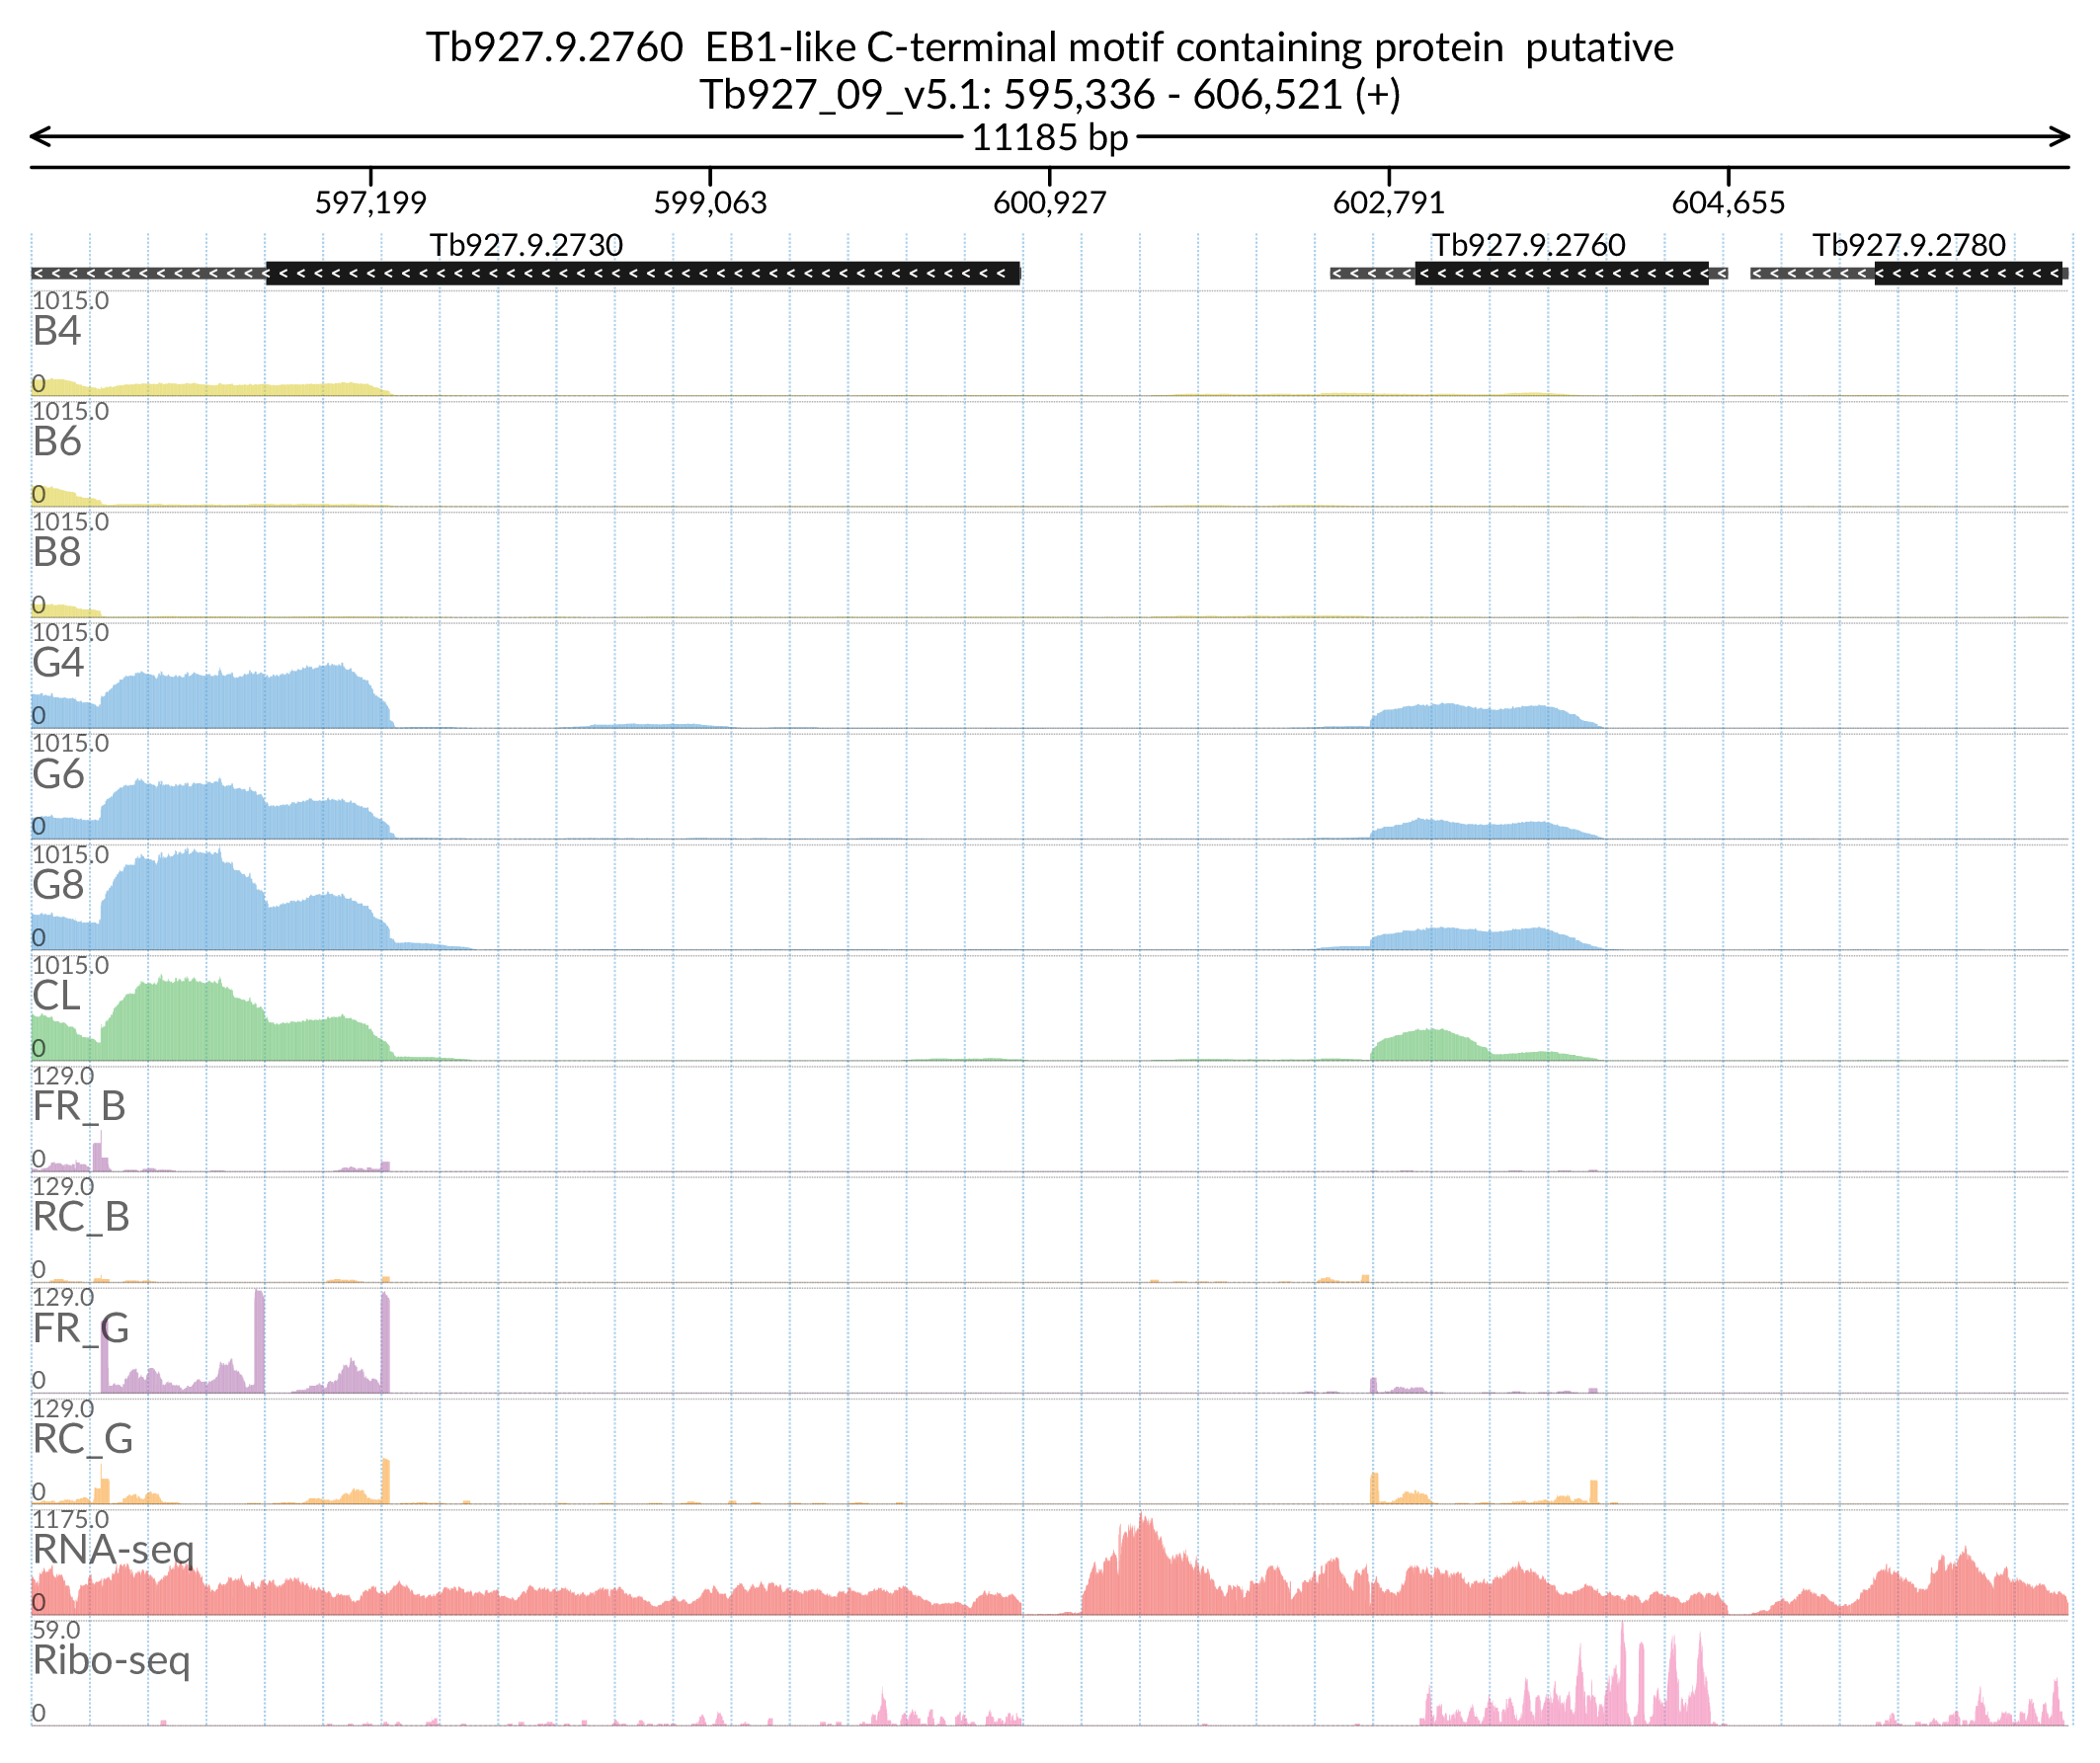 Tb927.9.2760  EB1-like C-terminal motif containing protein  putative
Tb927_09_v5.1: 595,336 - 606,521 (+)
11185 bp
597,199 599,063 600,927 602,791 604,655
Tb927.9.2730 Tb927.9.2760 Tb927.9.2780
1015.0
B4
0
1015.0
B6
0
1015.0
B8
0
1015.0
G4
0
1015.0
G6
0
1015.0
G8
0
1015.0
CL
0
129.0
FR_B
0
129.0
RC_B
0
129.0
FR_G
0
129.0
RC_G
0
1175.0
RNA-seq
0
59.0
Ribo-seq
0